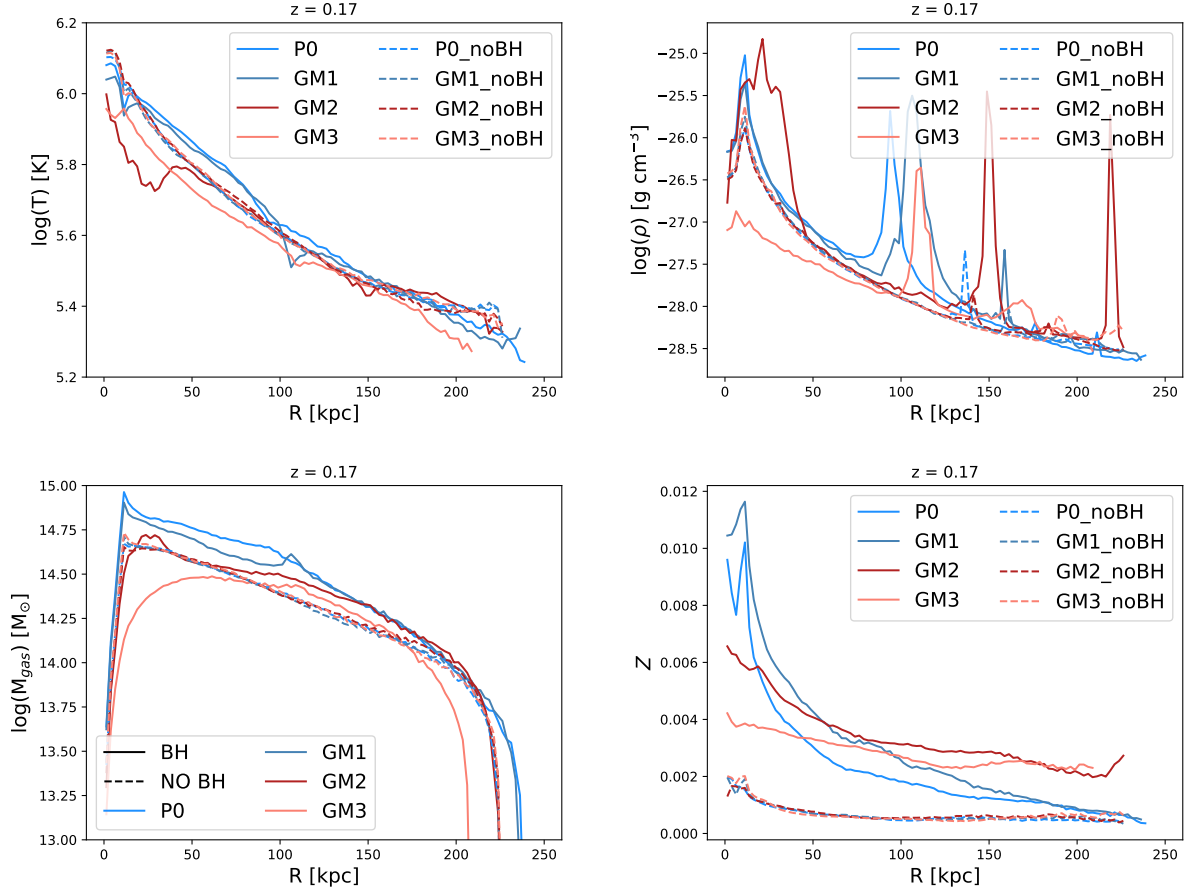 z = 0.17
6.2
6.0
5.8
5.6
5.4
5.2
log(T) [K]
0 50 100 150 200 250
R [kpc]
P0 P0_noBH
GM1 GM1_noBH
GM2 GM2_noBH
GM3 GM3_noBH
z = 0.17
−25.0
−25.5
−26.0
−26.5
−27.0
−27.5
−28.0
−28.5
log(ρ) [g cm⁻³]
0 50 100 150 200 250
R [kpc]
P0 P0_noBH
GM1 GM1_noBH
GM2 GM2_noBH
GM3 GM3_noBH
z = 0.17
15.00
14.75
14.50
14.25
14.00
13.75
13.50
13.25
13.00
log(M_gas) [M_⊙]
0 50 100 150 200 250
R [kpc]
BH GM1
NO BH GM2
P0 GM3
z = 0.17
0.012
0.010
0.008
0.006
0.004
0.002
0.000
Z
0 50 100 150 200 250
R [kpc]
P0 P0_noBH
GM1 GM1_noBH
GM2 GM2_noBH
GM3 GM3_noBH